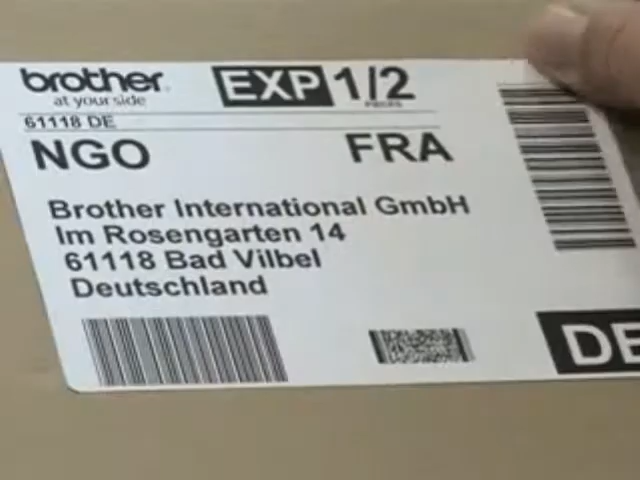 brother
at your side
EXP 1/2
PIECES
61118 DE
NGO FRA
Brother International GmbH
Im Rosengarten 14
61118 Bad Vilbel
Deutschland
DE